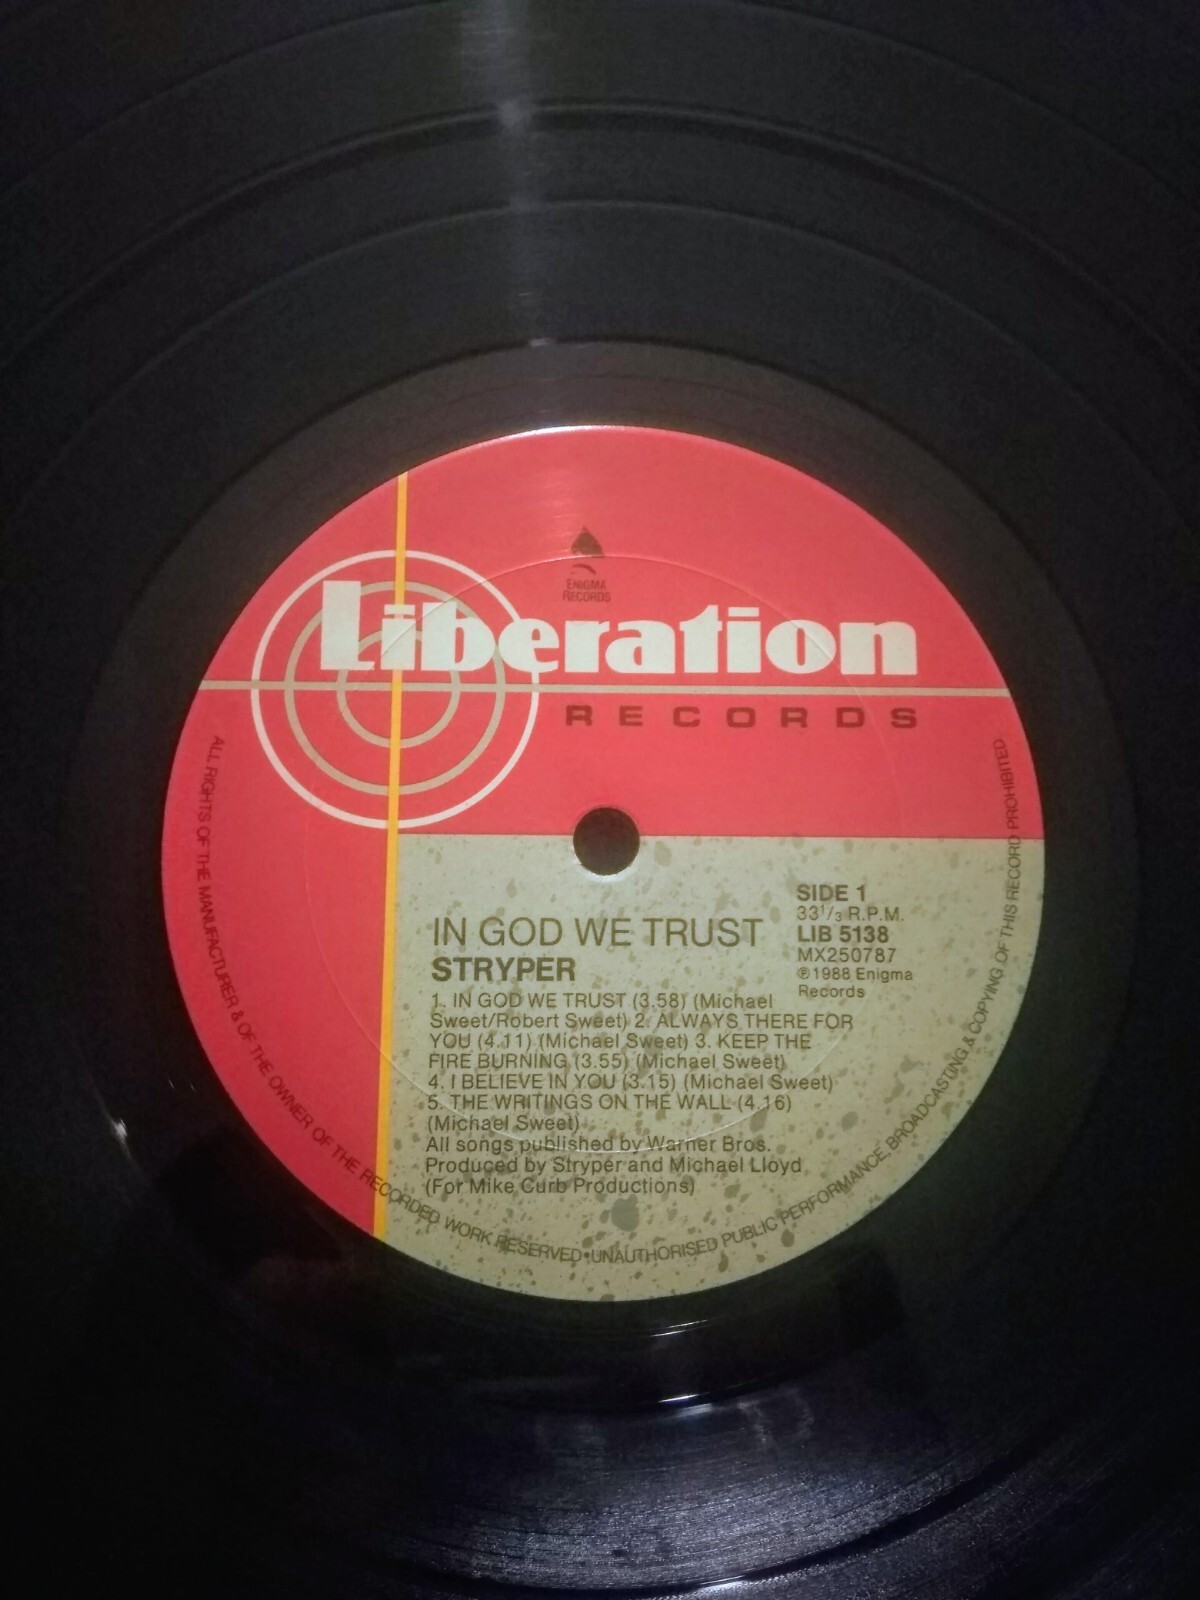 ENIGMA
RECORDS
Liberation
RECORDS
SIDE 1
33 1/3 R.P.M.
LIB 5138
MX250787
℗1988 Enigma
Records
IN GOD WE TRUST
STRYPER
1. IN GOD WE TRUST (3.58) (Michael
Sweet/Robert Sweet) 2. ALWAYS THERE FOR
YOU (4.11) (Michael Sweet) 3. KEEP THE
FIRE BURNING (3.55) (Michael Sweet)
4. I BELIEVE IN YOU (3.15) (Michael Sweet)
5. THE WRITINGS ON THE WALL (4.16)
(Michael Sweet)
All songs published by Warner Bros.
Produced by Stryper and Michael Lloyd
(For Mike Curb Productions)
ALL RIGHTS OF THE MANUFACTURER & OF THE OWNER OF THE RECORDED WORK RESERVED•UNAUTHORISED PUBLIC PERFORMANCE, BROADCASTING & COPYING OF THIS RECORD PROHIBITED